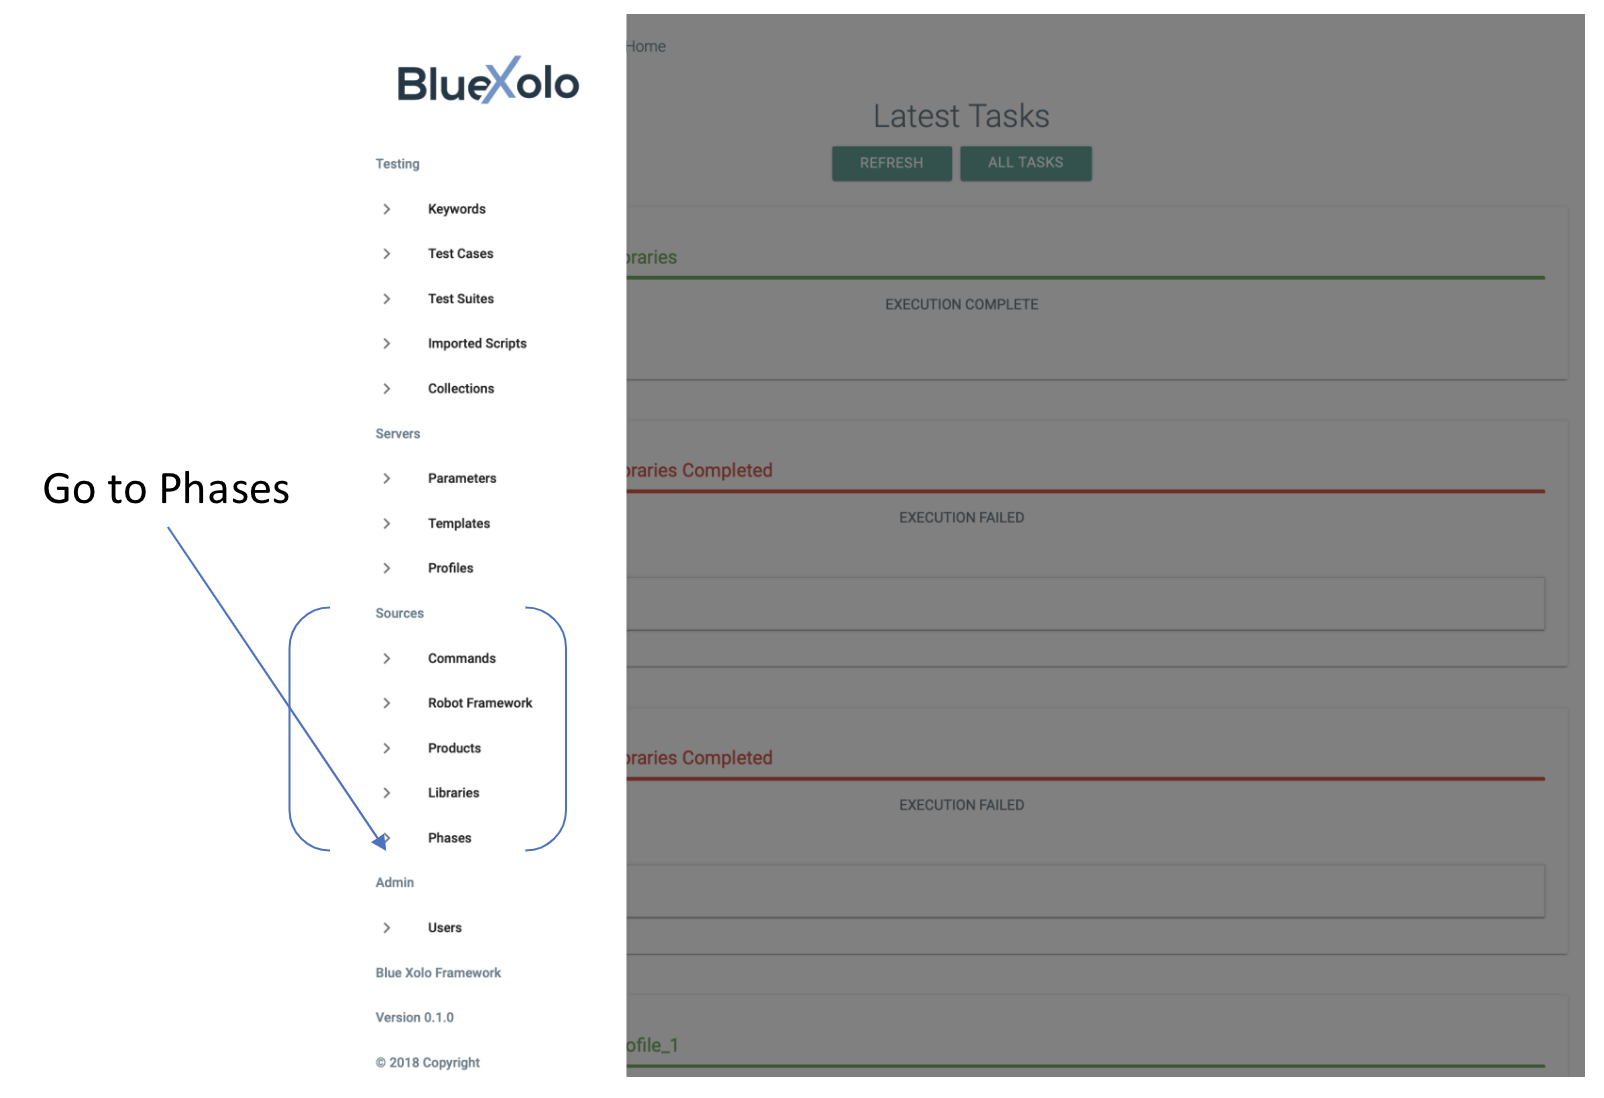 Go to Phases
BlueXolo
Testing
Keywords
Test Cases
Test Suites
Imported Scripts
Collections
Servers
Parameters
Templates
Profiles
Sources
Commands
Robot Framework
Products
Libraries
Phases
Admin
Users
Blue Xolo Framework
Version 0.1.0
© 2018 Copyright
Home
Latest Tasks
REFRESH ALL TASKS
braries
EXECUTION COMPLETE
braries Completed
EXECUTION FAILED
braries Completed
EXECUTION FAILED
ofile_1